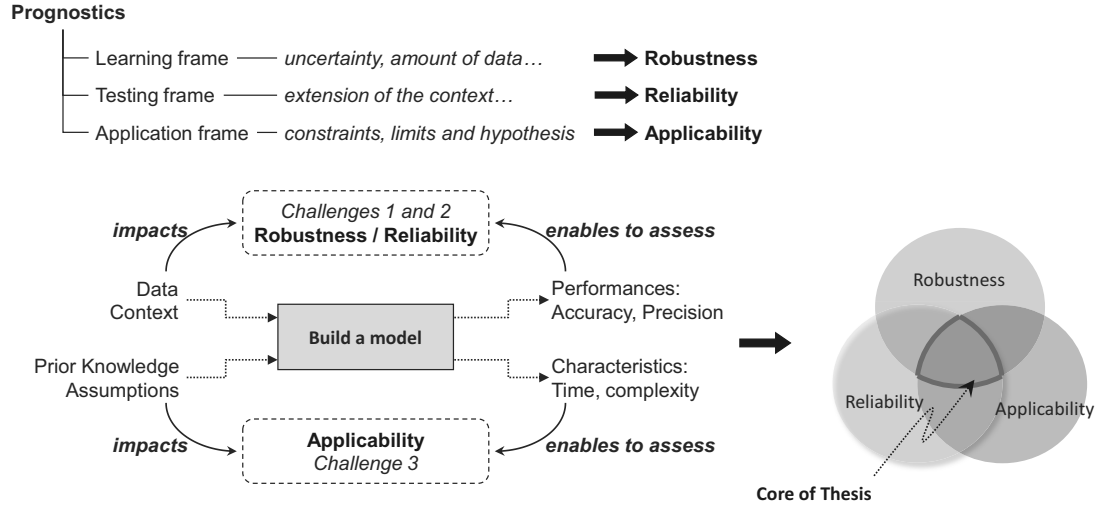 Prognostics
Learning frame uncertainty, amount of data… Robustness
Testing frame extension of the context… Reliability
Application frame constraints, limits and hypothesis Applicability
Challenges 1 and 2
impacts Robustness / Reliability enables to assess
Data
Context
Build a model
Performances:
Accuracy, Precision
Prior Knowledge
Assumptions
Characteristics:
Time, complexity
impacts Applicability enables to assess
Challenge 3
Robustness
Reliability
Applicability
Core of Thesis